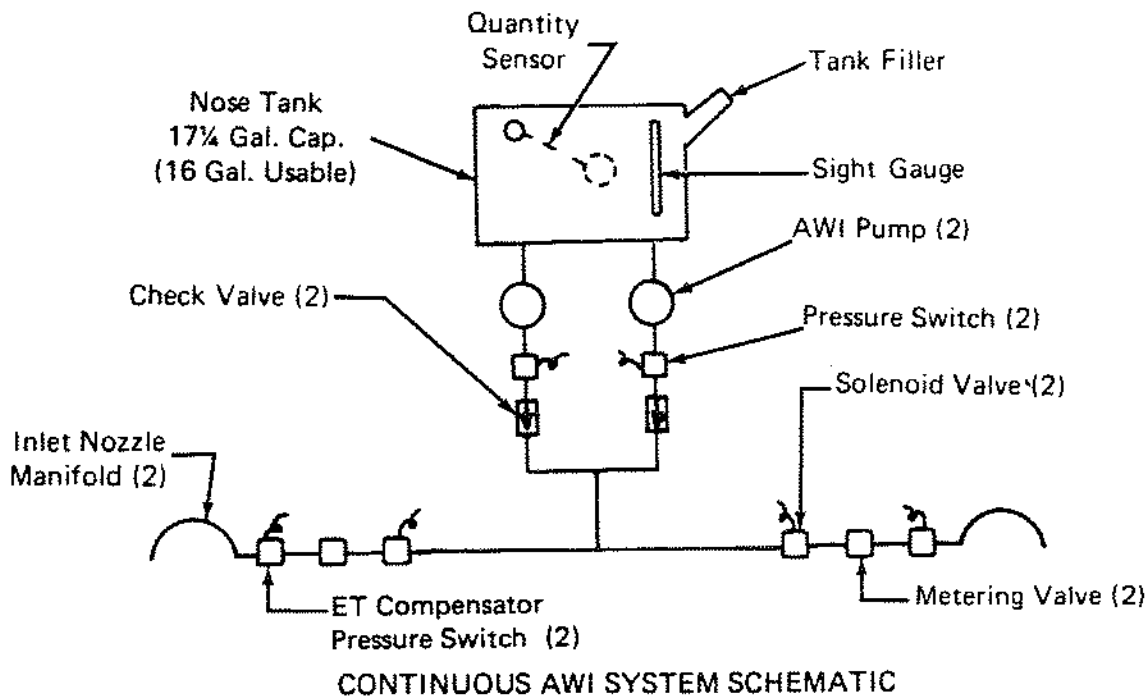 Quantity
Sensor
Tank Filler
Nose Tank
17¼ Gal. Cap.
(16 Gal. Usable)
Sight Gauge
AWI Pump (2)
Check Valve (2)
Pressure Switch (2)
Solenoid Valve (2)
Inlet Nozzle
Manifold (2)
ET Compensator
Pressure Switch (2)
Metering Valve (2)
CONTINUOUS AWI SYSTEM SCHEMATIC